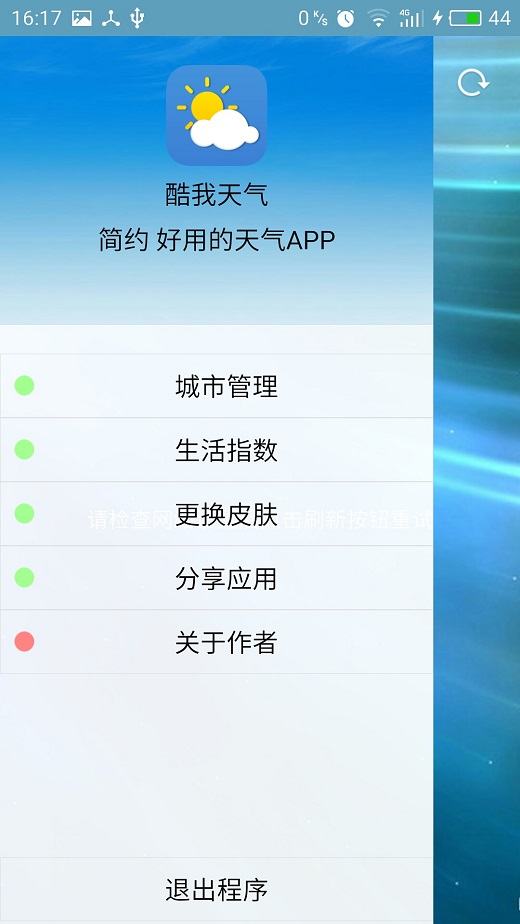 16:17 0 K/s 4G 44
酷我天气
简约 好用的天气APP
城市管理
生活指数
请检查网
更换皮肤
击刷新按钮重试
分享应用
关于作者
退出程序